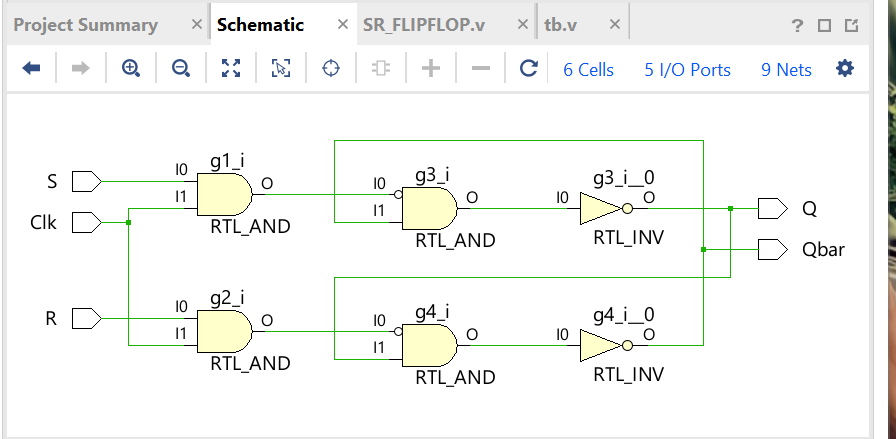 Project Summary × Schematic × SR_FLIPFLOP.v × tb.v × ?
6 Cells 5 I/O Ports 9 Nets
S I0 g1_i O
Clk I1 RTL_AND
I0 g3_i O
I1 RTL_AND
I0 g3_i__0 O
RTL_INV
Q
Qbar
R I0 g2_i O
I1 RTL_AND
I0 g4_i O
I1 RTL_AND
I0 g4_i__0 O
RTL_INV